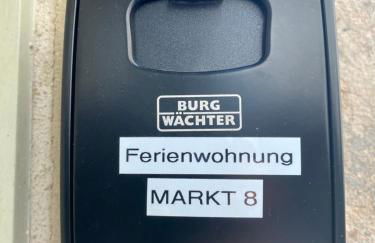 BURG
WÄCHTER
Ferienwohnung
MARKT 8